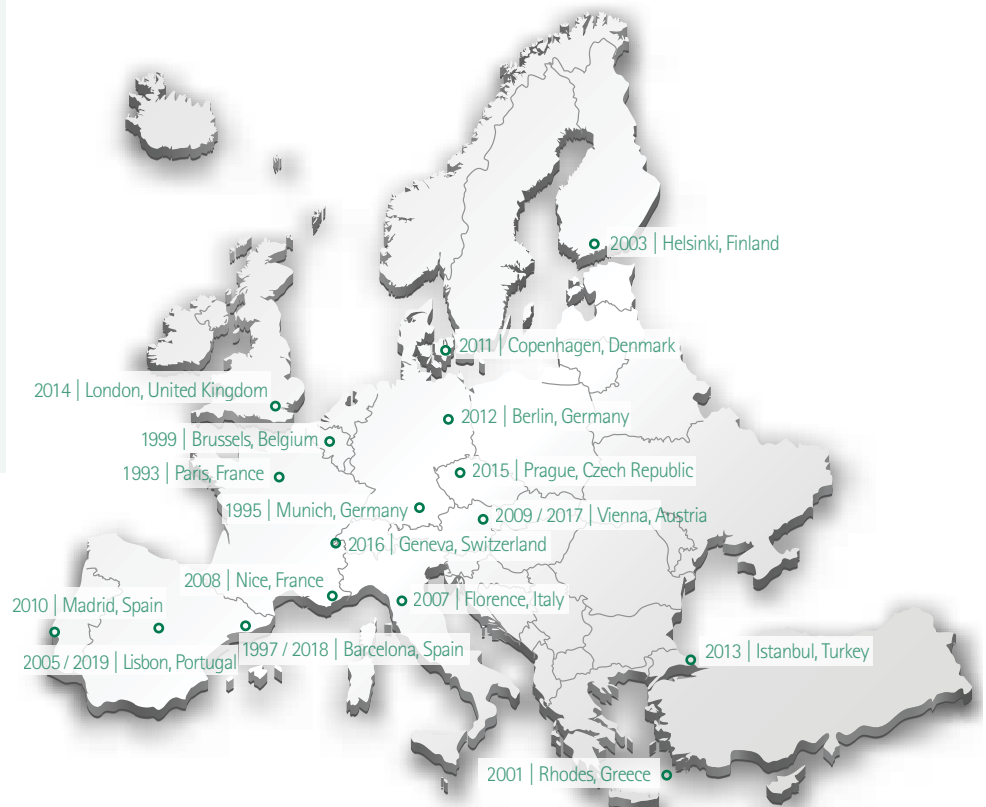 2003 | Helsinki, Finland
2011 | Copenhagen, Denmark
2014 | London, United Kingdom
2012 | Berlin, Germany
1999 | Brussels, Belgium
1993 | Paris, France
2015 | Prague, Czech Republic
1995 | Munich, Germany
2009 / 2017 | Vienna, Austria
2016 | Geneva, Switzerland
2008 | Nice, France
2007 | Florence, Italy
2010 | Madrid, Spain
1997 / 2018 | Barcelona, Spain
2013 | Istanbul, Turkey
2005 / 2019 | Lisbon, Portugal
2001 | Rhodes, Greece